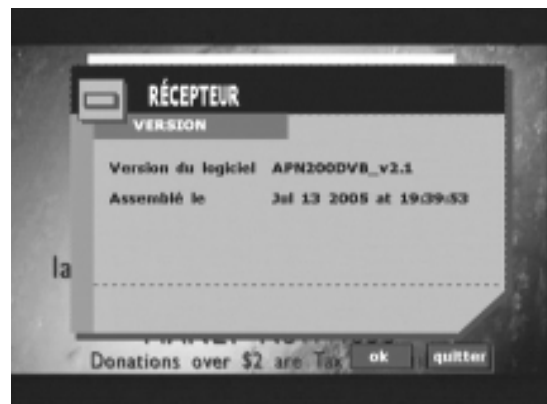 RÉCEPTEUR
VERSION
Version du logiciel APN200DVB_v2.1
Assemblé le Jul 13 2005 at 19:39:53
la
Donations over $2 are Tax
ok quitter